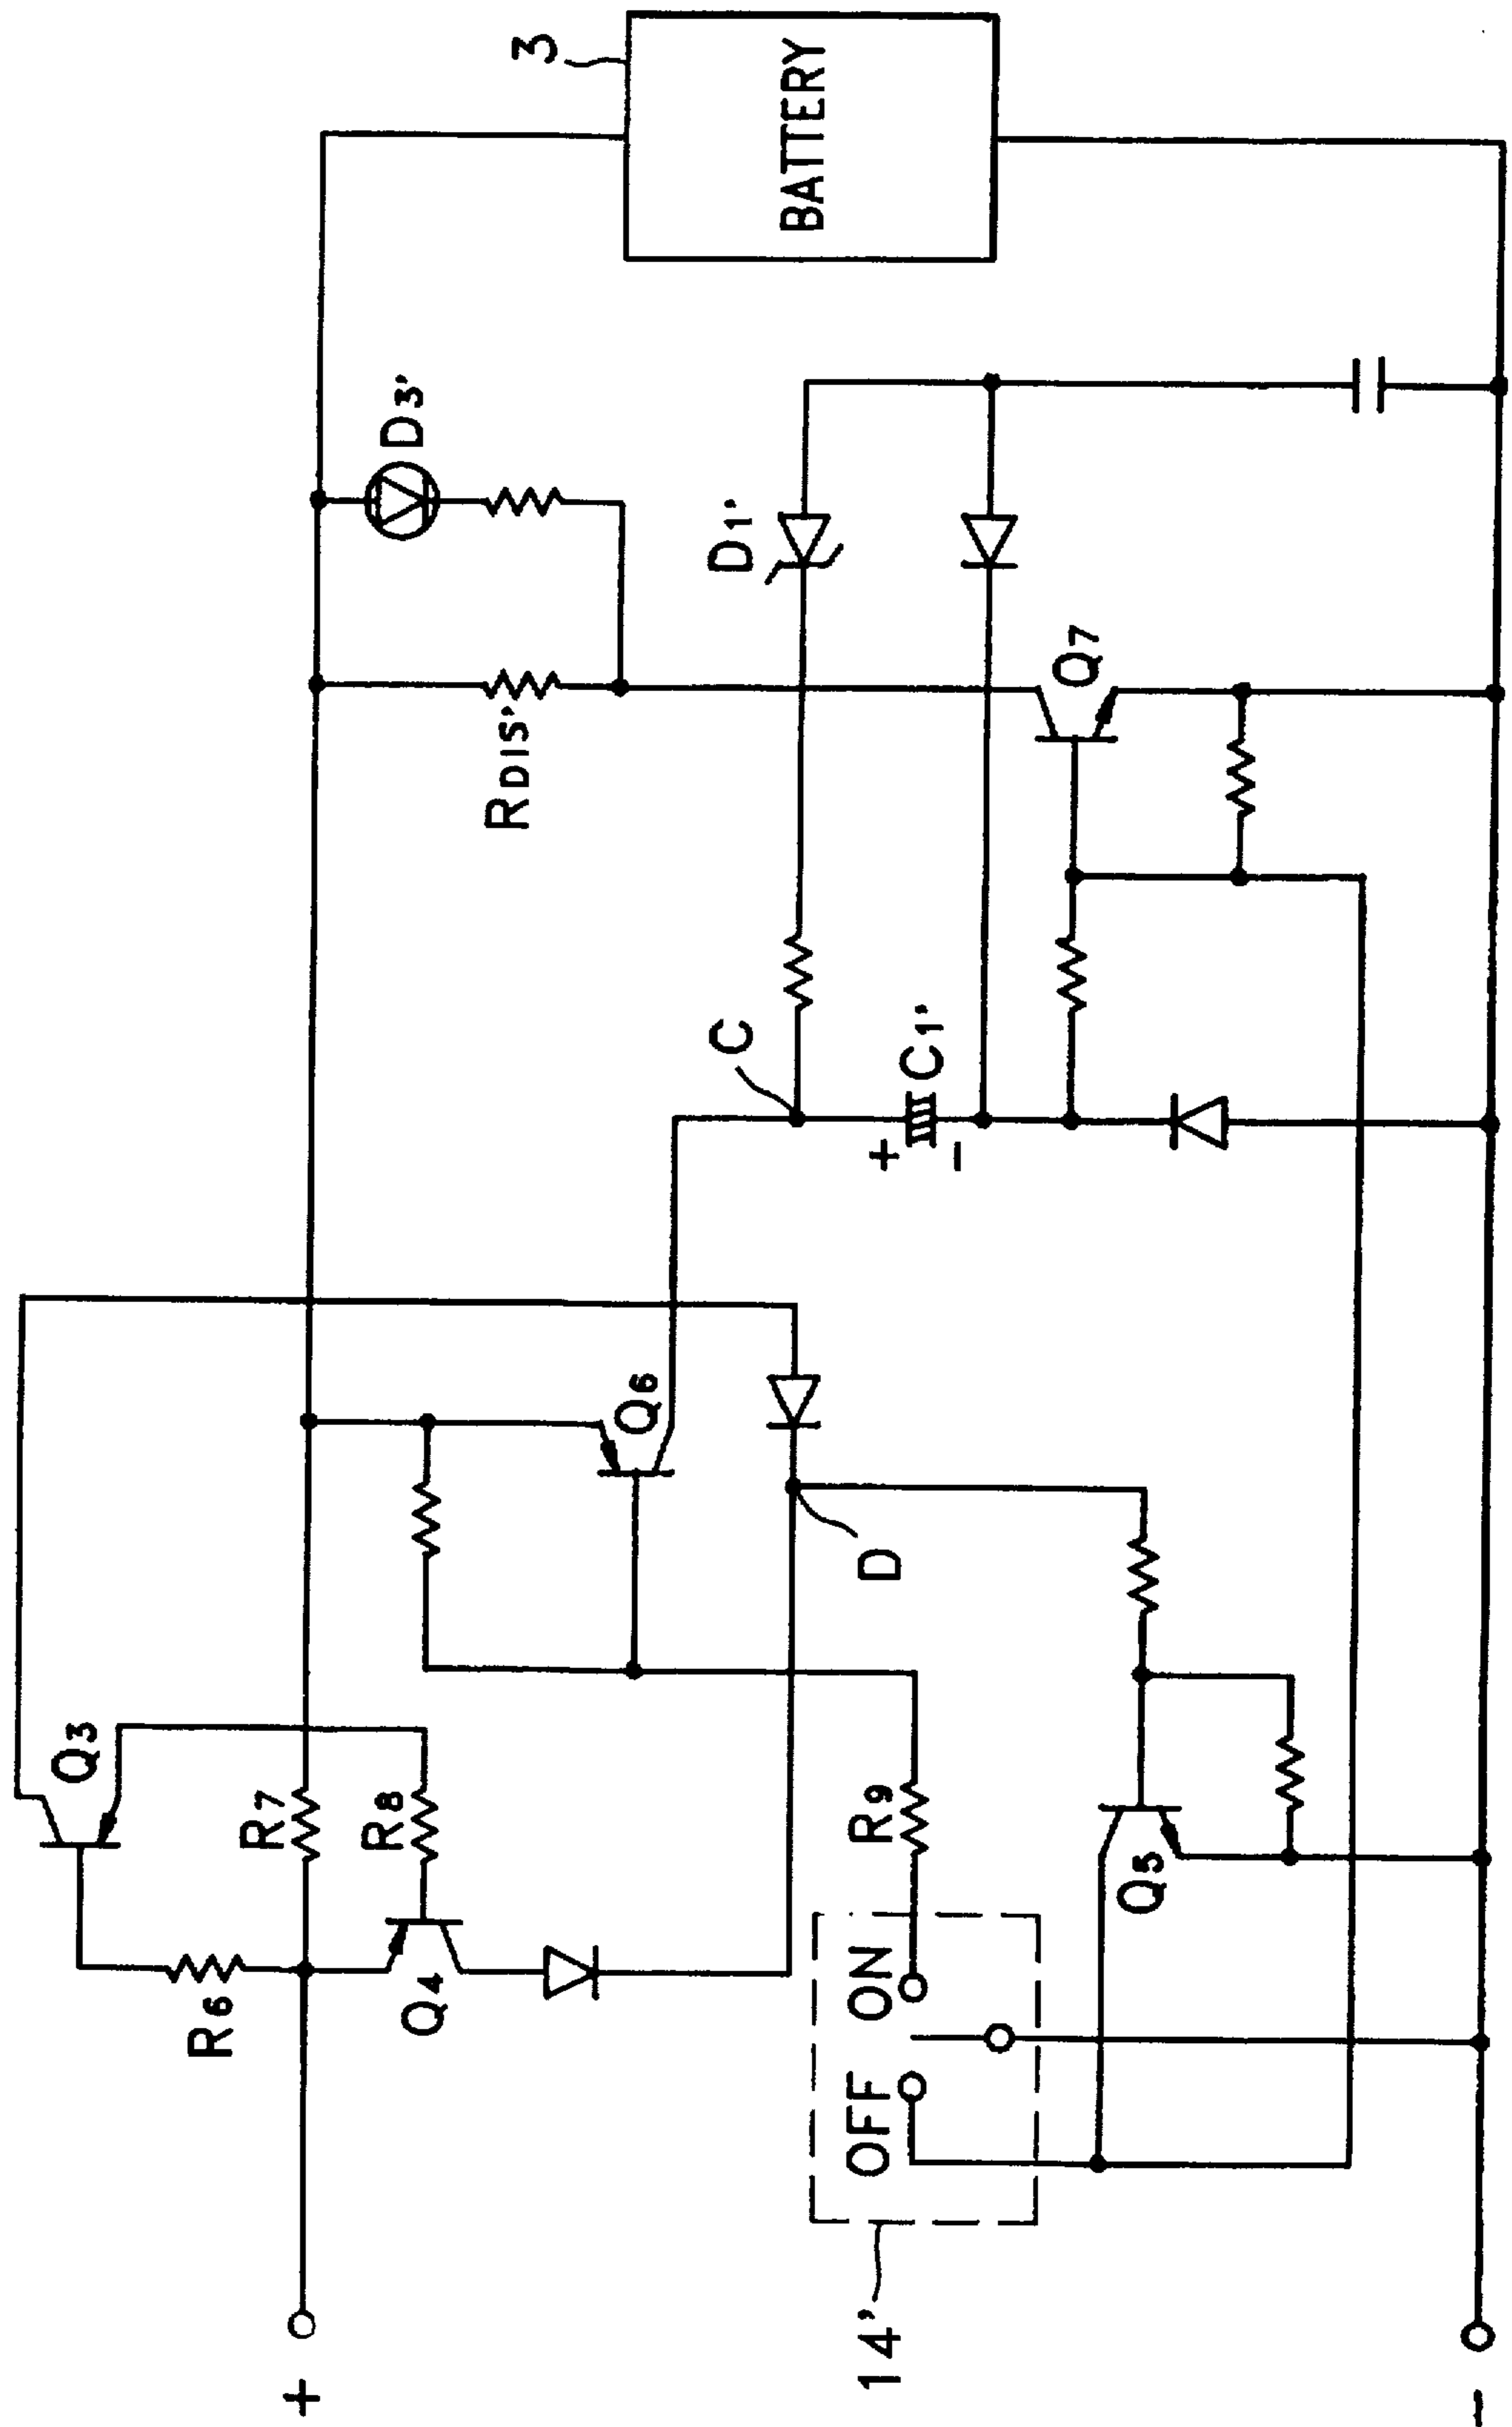 3
BATTERY
D3'
RDIS'
D1'
Q7
C
C1'
+
-
Q6
D
Q3
R7
R8
R9
Q5
R6
Q4
ON
OFF
14'
+
-